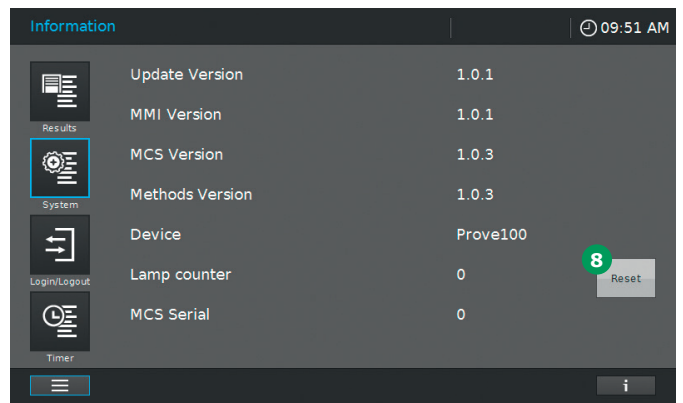 Information 09:51 AM
Results
System
Login/Logout
Timer
Update Version 1.0.1
MMI Version 1.0.1
MCS Version 1.0.3
Methods Version 1.0.3
Device Prove100
Lamp counter 0
8
Reset
MCS Serial 0
i